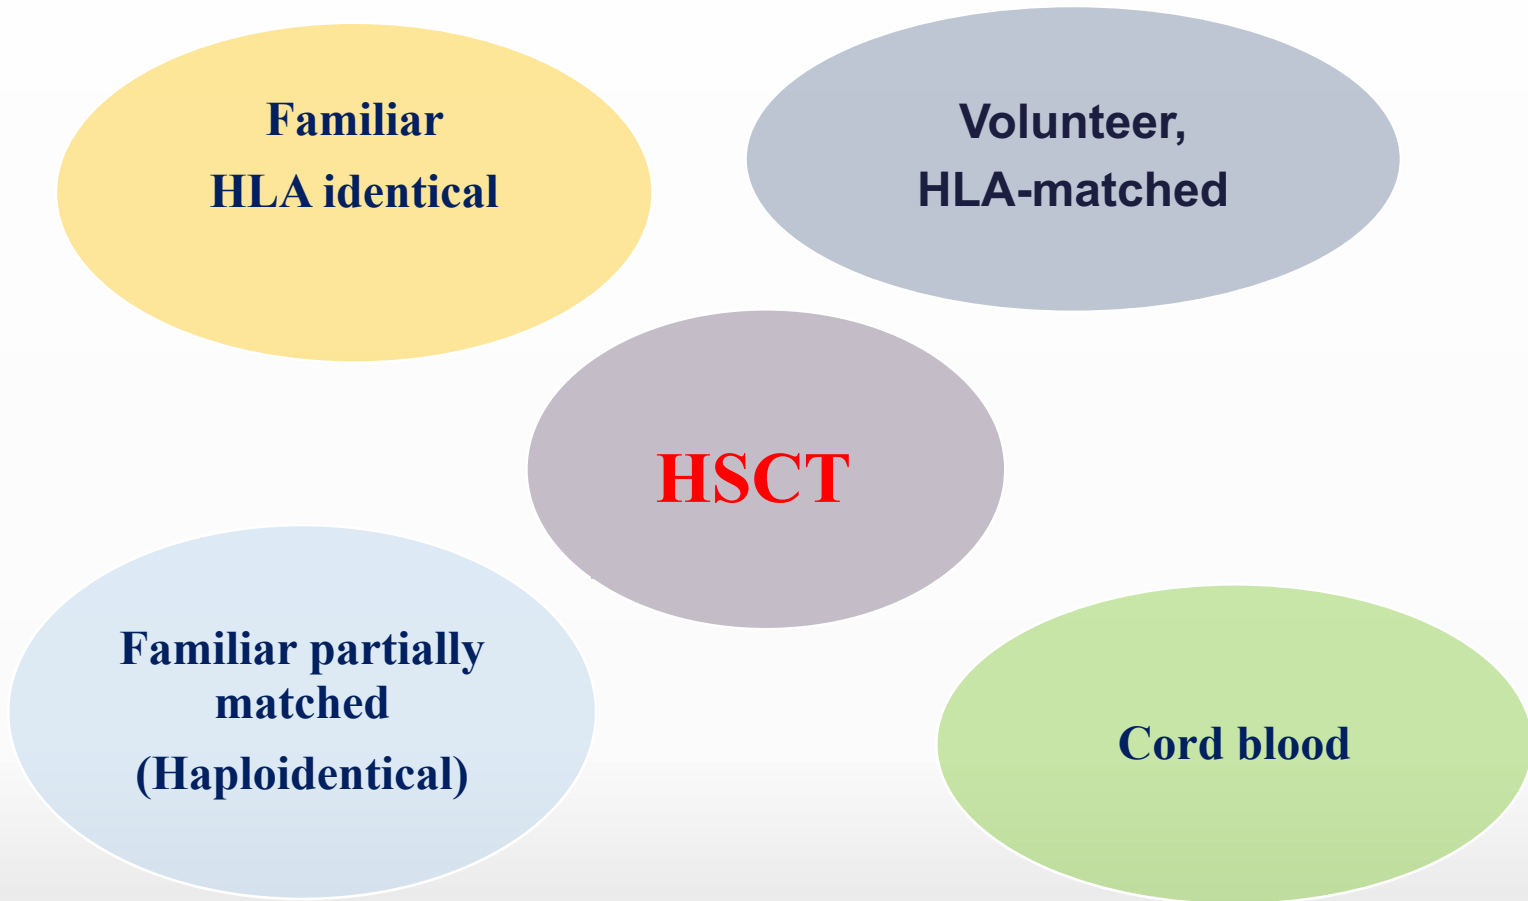 Familiar
HLA identical
Volunteer,
HLA-matched
HSCT
Familiar partially
matched
(Haploidentical)
Cord blood